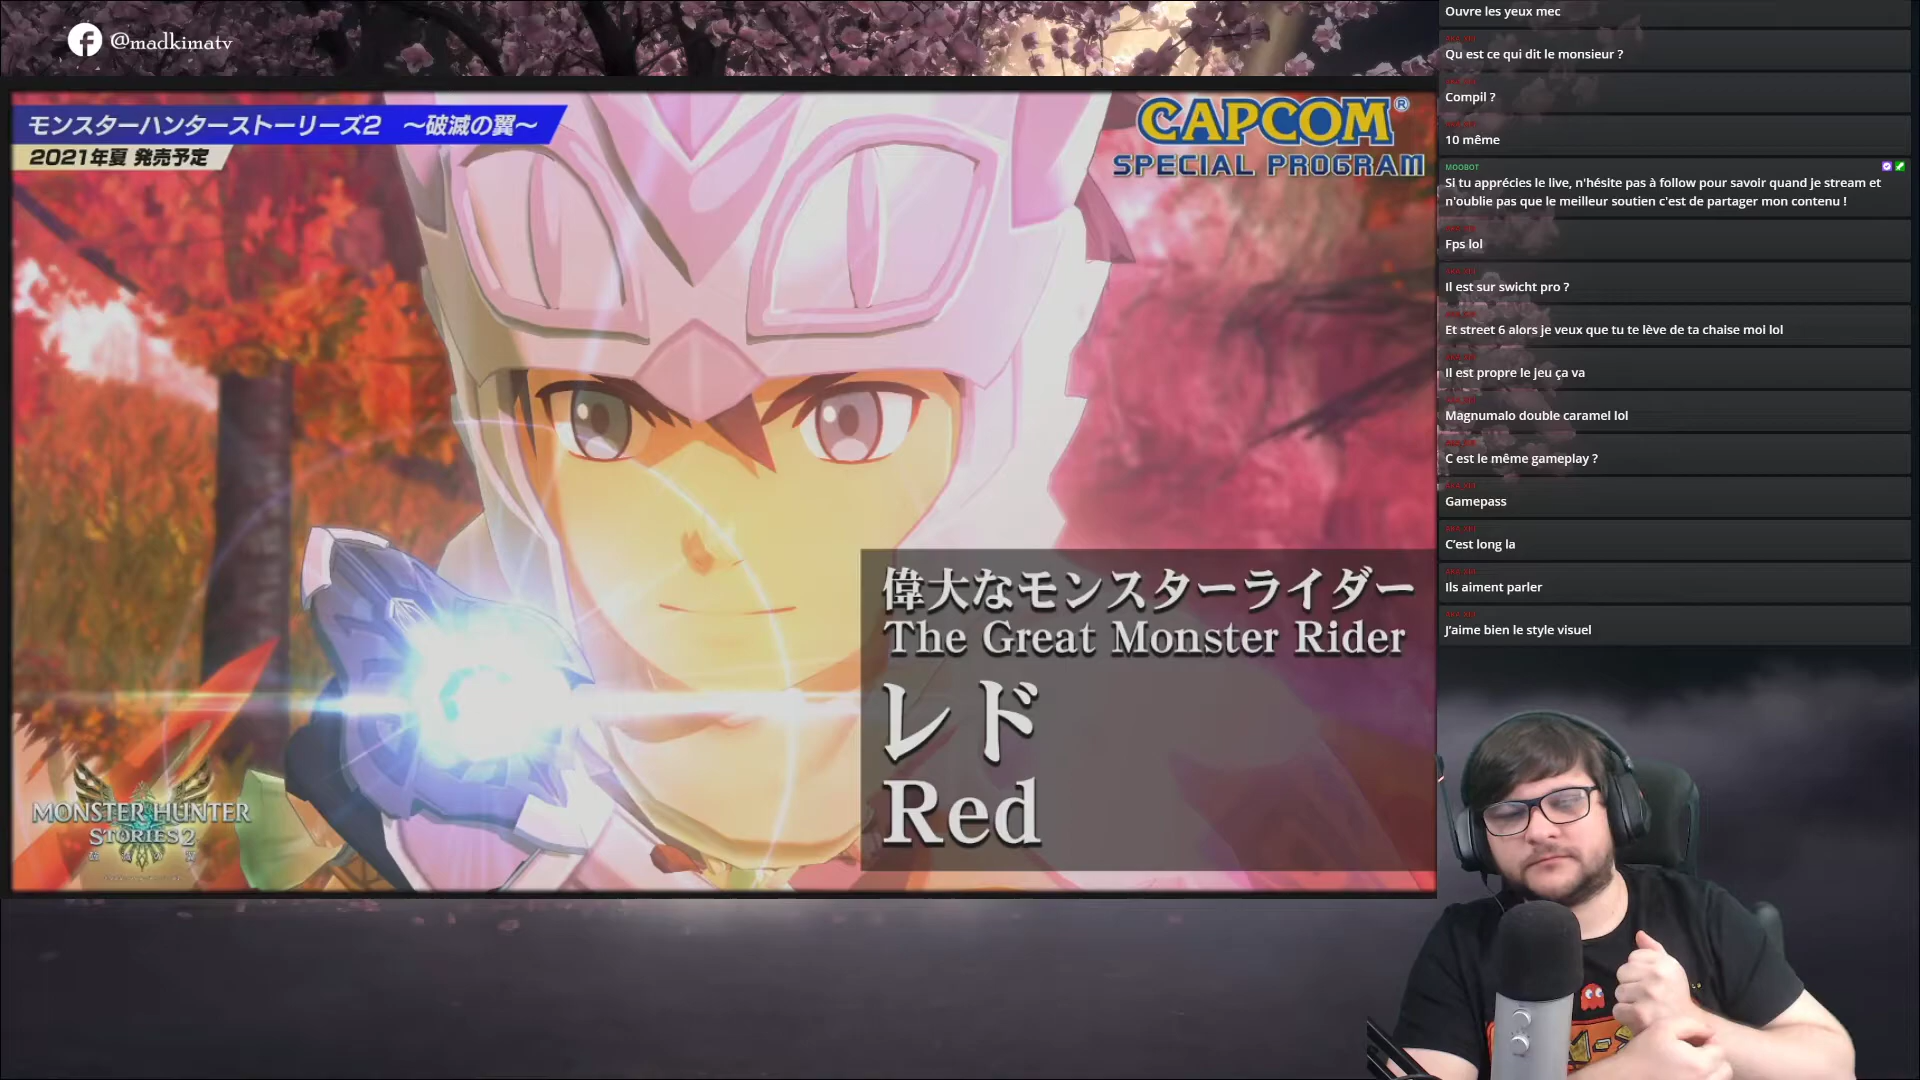 @madkimatv
モンスターハンターストーリーズ2 ～破滅の翼～
2021年夏 発売予定
CAPCOM®
SPECIAL PROGRAM
偉大なモンスターライダー
The Great Monster Rider
レド
Red
MONSTER HUNTER
STORIES 2
Ouvre les yeux mec
Qu est ce qui dit le monsieur ?
Compil ?
10 même
MOOBOT
Si tu apprécies le live, n'hésite pas à follow pour savoir quand je stream et
n'oublie pas que le meilleur soutien c'est de partager mon contenu !
Fps lol
Il est sur swicht pro ?
Et street 6 alors je veux que tu te lève de ta chaise moi lol
Il est propre le jeu ça va
Magnumalo double caramel lol
C est le même gameplay ?
Gamepass
C’est long la
Ils aiment parler
J’aime bien le style visuel